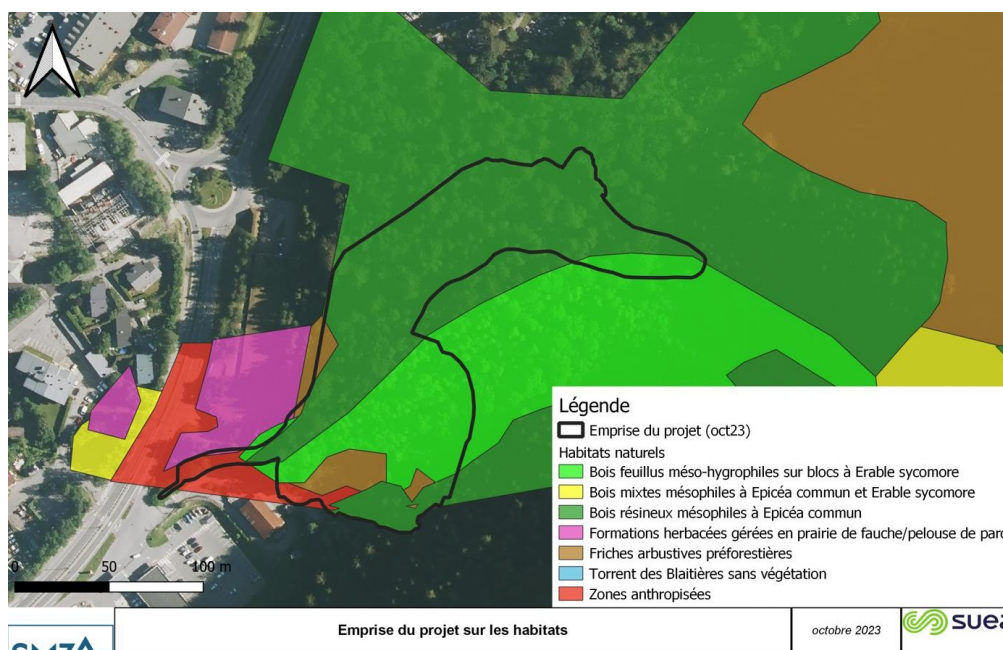 Légende
Emprise du projet (oct23)
Habitats naturels
Bois feuillus méso-hygrophiles sur blocs à Erable sycomore
Bois mixtes mésophiles à Epicéa commun et Erable sycomore
Bois résineux mésophiles à Epicéa commun
Formations herbacées gérées en prairie de fauche/pelouse de parc
Friches arbustives préforestières
Torrent des Blaitières sans végétation
Zones anthropisées
0 50 100 m
Emprise du projet sur les habitats
octobre 2023